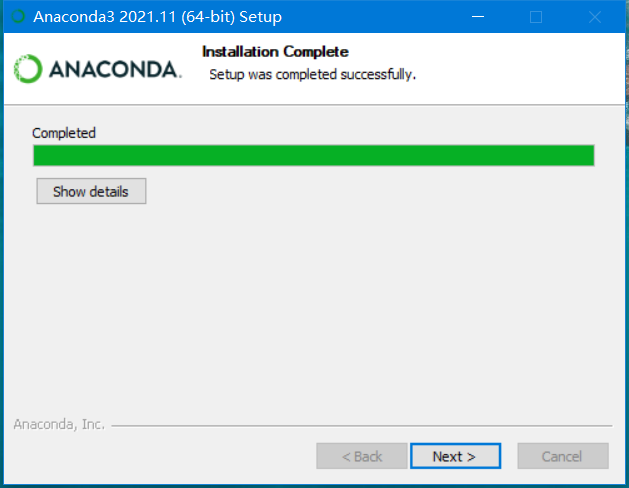 Anaconda3 2021.11 (64-bit) Setup
ANACONDA.
Installation Complete
Setup was completed successfully.
Completed
Show details
Anaconda, Inc.
< Back
Next >
Cancel